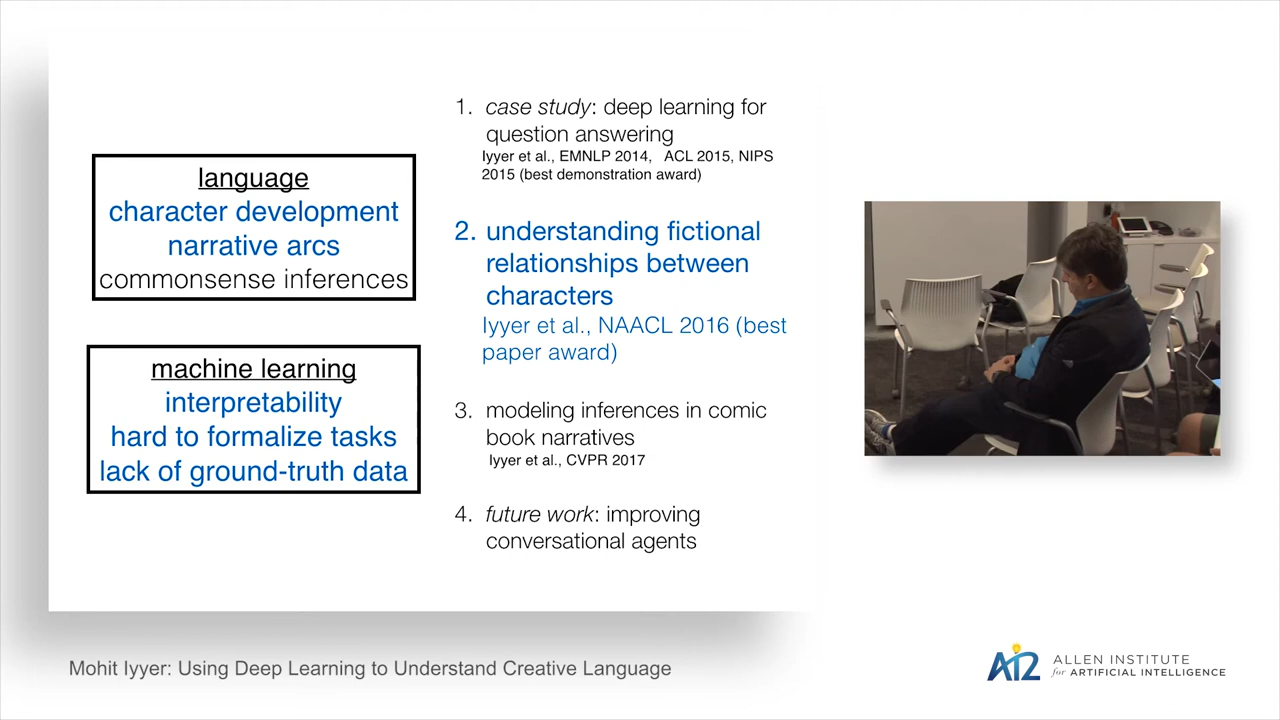 language
character development
narrative arcs
commonsense inferences
machine learning
interpretability
hard to formalize tasks
lack of ground-truth data
1. case study: deep learning for
question answering
Iyyer et al., EMNLP 2014, ACL 2015, NIPS
2015 (best demonstration award)
2. understanding fictional
relationships between
characters
Iyyer et al., NAACL 2016 (best
paper award)
3. modeling inferences in comic
book narratives
Iyyer et al., CVPR 2017
4. future work: improving
conversational agents
Mohit Iyyer: Using Deep Learning to Understand Creative Language
AI2 ALLEN INSTITUTE
for ARTIFICIAL INTELLIGENCE